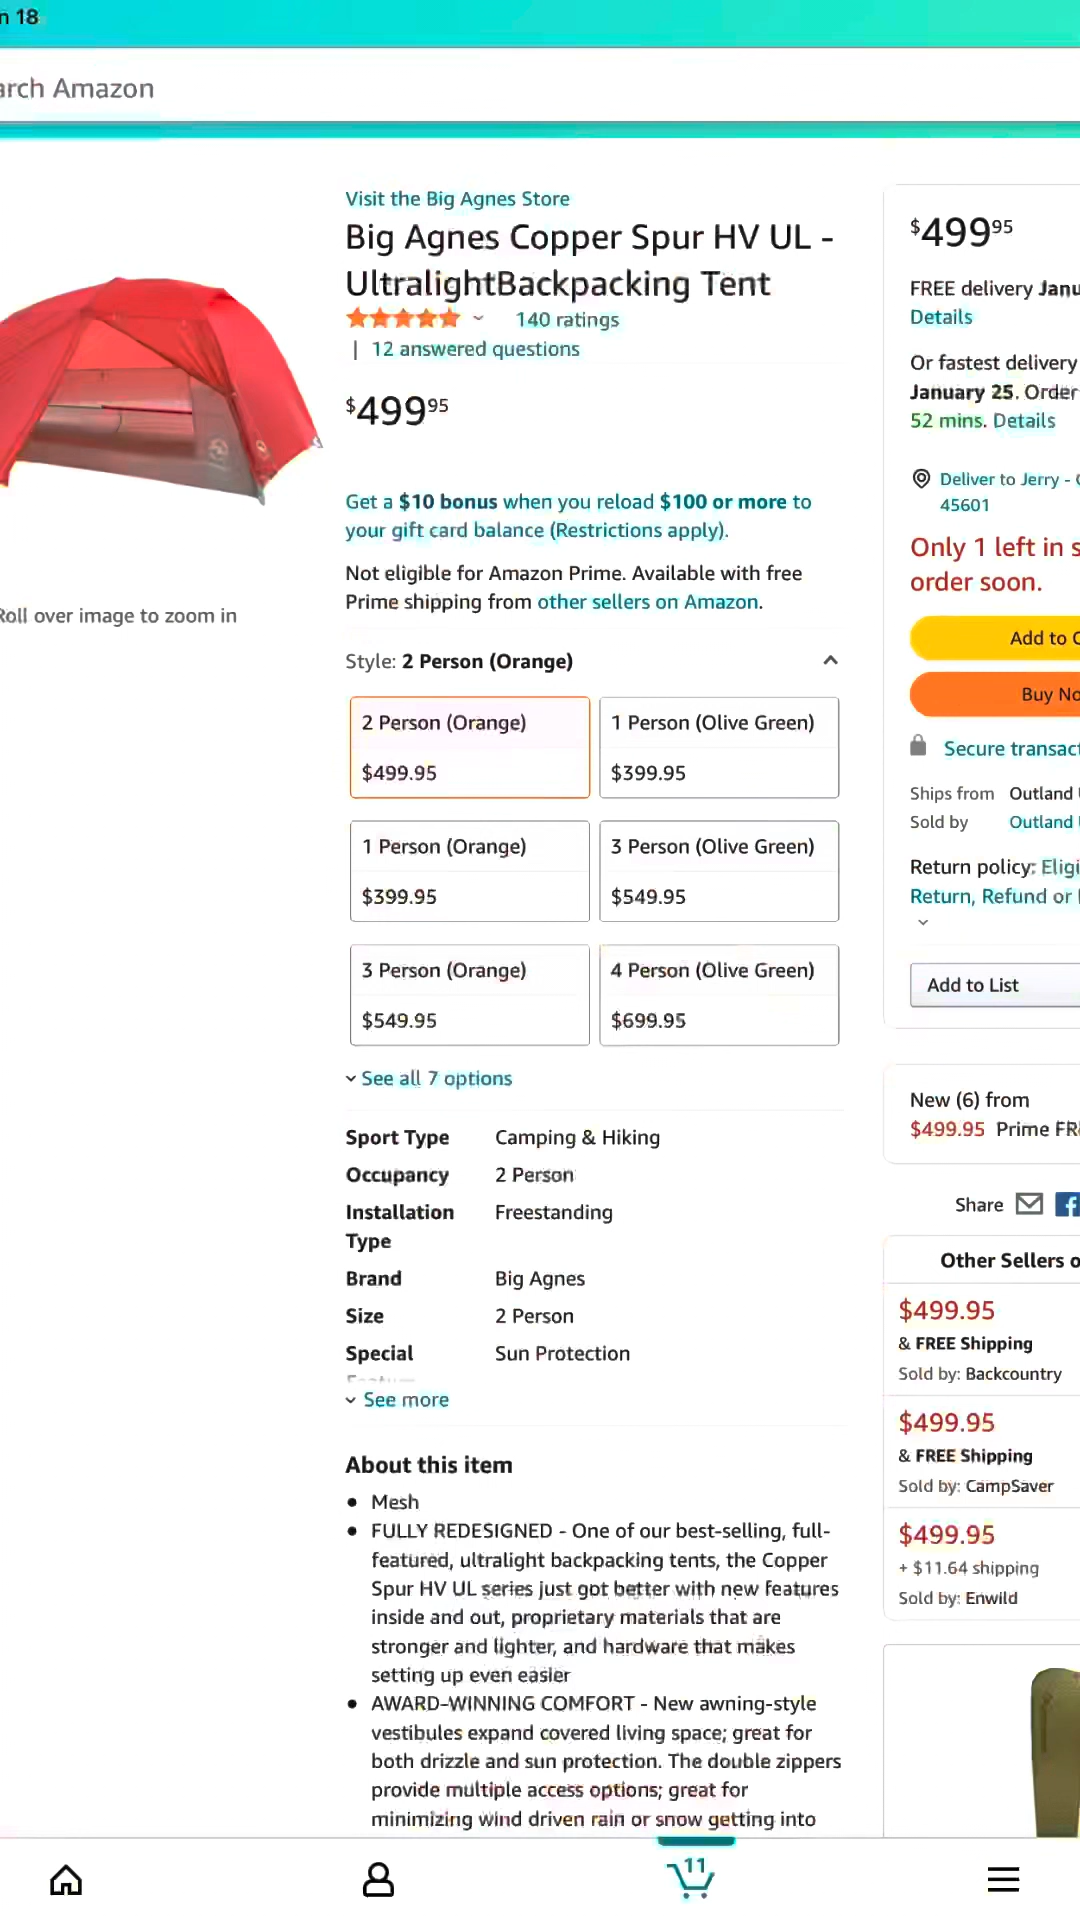 n 18
arch Amazon
Visit the Big Agnes Store
Big Agnes Copper Spur HV UL -
UltralightBackpacking Tent
140 ratings
| 12 answered questions
$499 95
Get a $10 bonus when you reload $100 or more to
your gift card balance (Restrictions apply).
Not eligible for Amazon Prime. Available with free
Prime shipping from other sellers on Amazon.
Roll over image to zoom in
Style: 2 Person (Orange)
2 Person (Orange)
$499.95
1 Person (Olive Green)
$399.95
1 Person (Orange)
$399.95
3 Person (Olive Green)
$549.95
3 Person (Orange)
$549.95
4 Person (Olive Green)
$699.95
See all 7 options
Sport Type Camping & Hiking
Occupancy 2 Person
Installation Freestanding
Type
Brand Big Agnes
Size 2 Person
Special Sun Protection
See more
About this item
• Mesh
• FULLY REDESIGNED - One of our best-selling, full-
featured, ultralight backpacking tents, the Copper
Spur HV UL series just got better with new features
inside and out, proprietary materials that are
stronger and lighter, and hardware that makes
setting up even easier
• AWARD-WINNING COMFORT - New awning-style
vestibules expand covered living space; great for
both drizzle and sun protection. The double zippers
provide multiple access options; great for
minimizing wind driven rain or snow getting into
$499 95
FREE delivery Janu
Details
Or fastest delivery
January 25. Order
52 mins. Details
Deliver to Jerry -
45601
Only 1 left in s
order soon.
Add to C
Buy No
Secure transact
Ships from Outland
Sold by Outland
Return policy: Eligi
Return, Refund or
Add to List
New (6) from
$499.95 Prime FR
Share
Other Sellers o
$499.95
& FREE Shipping
Sold by: Backcountry
$499.95
& FREE Shipping
Sold by: CampSaver
$499.95
+ $11.64 shipping
Sold by: Enwild
11